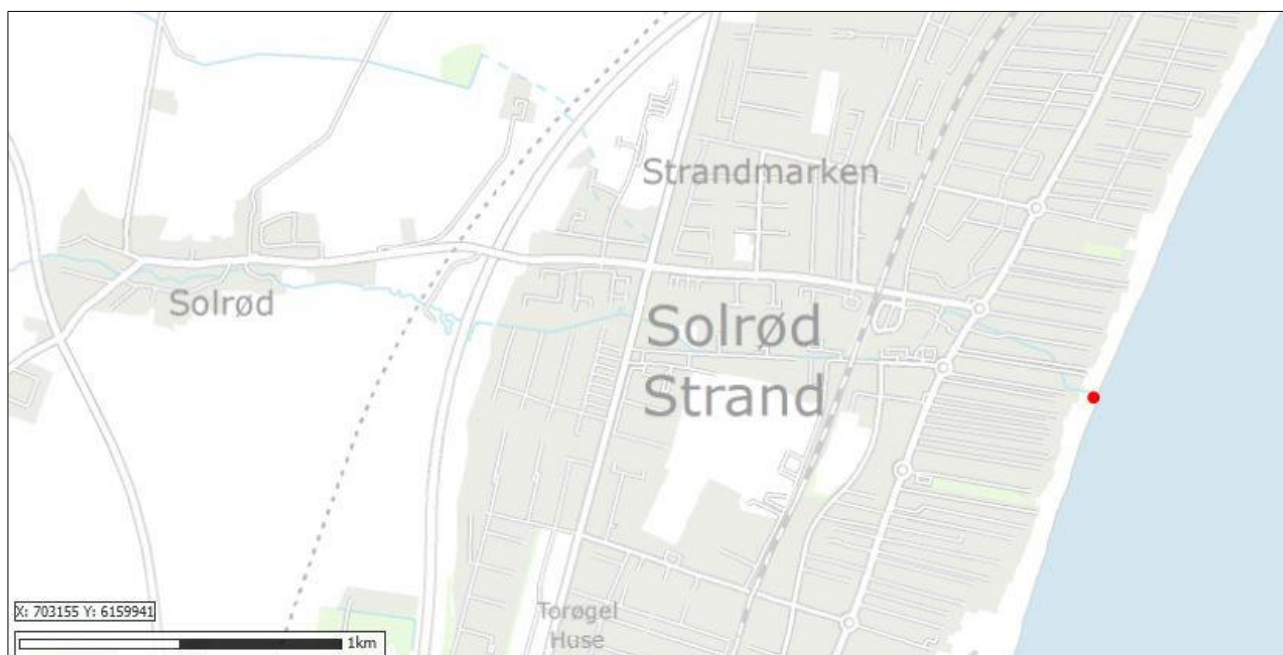 Strandmarken
Solrød
Solrød
Strand
Torøgel
Huse
X: 703155 Y: 6159941
1km